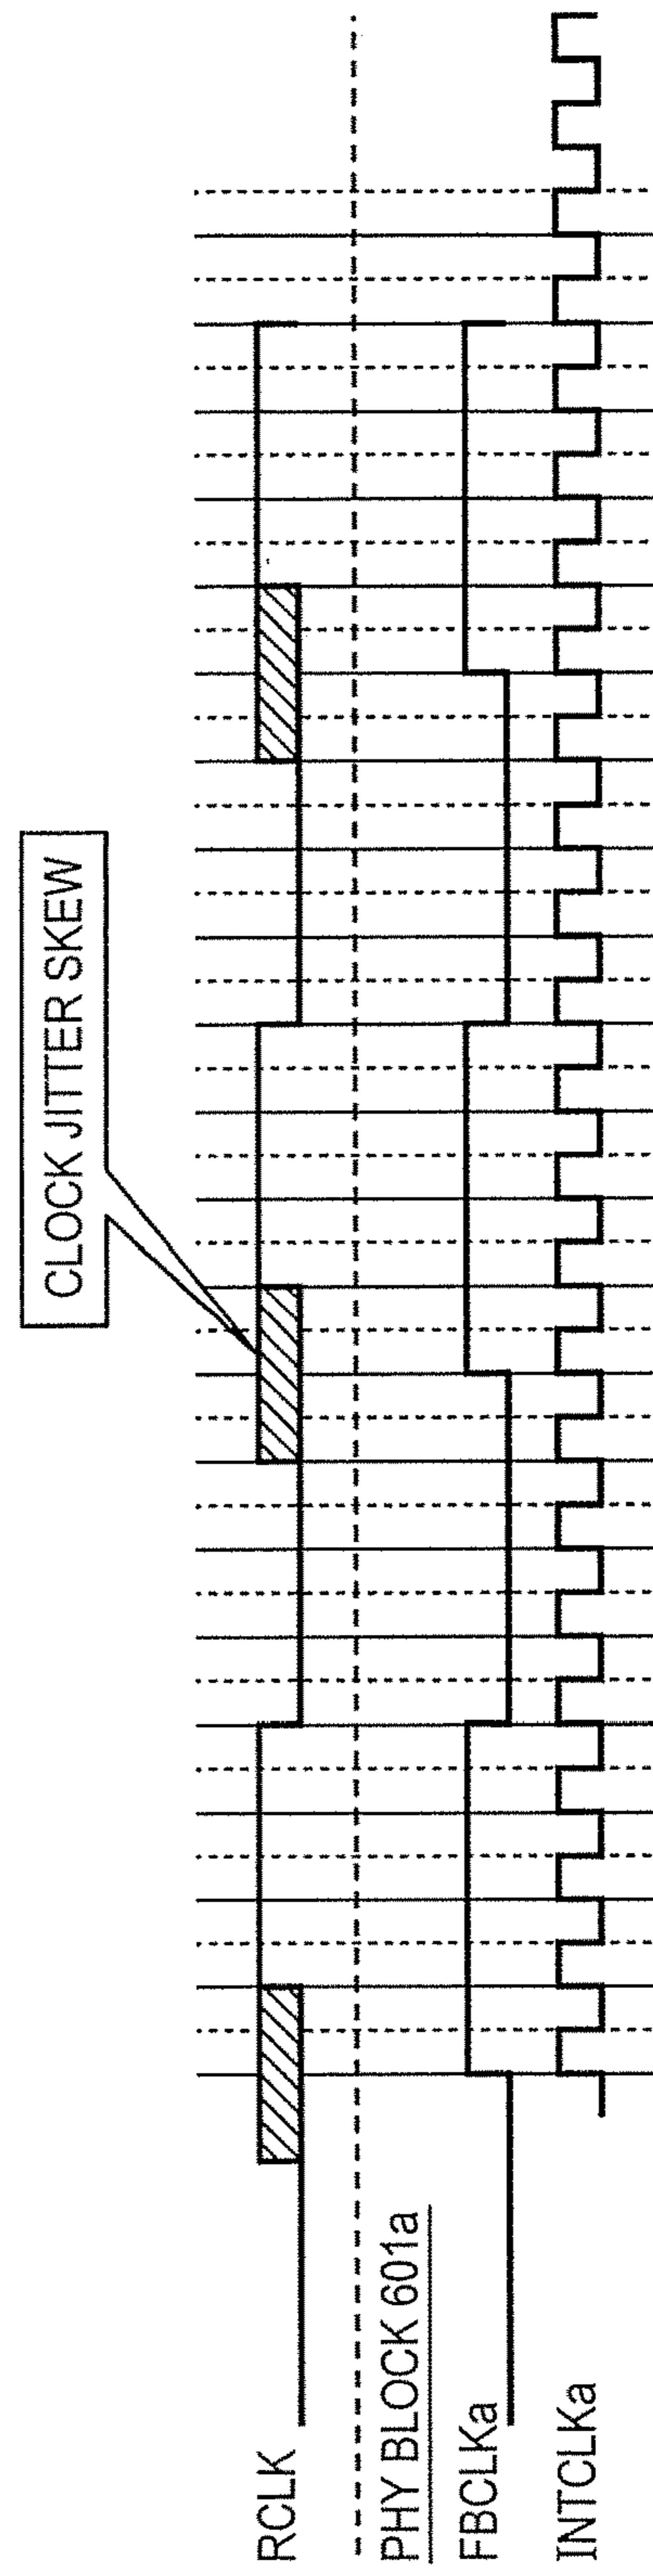 CLOCK JITTER SKEW
RCLK
PHY BLOCK 601a
FBCLKa
INTCLKa